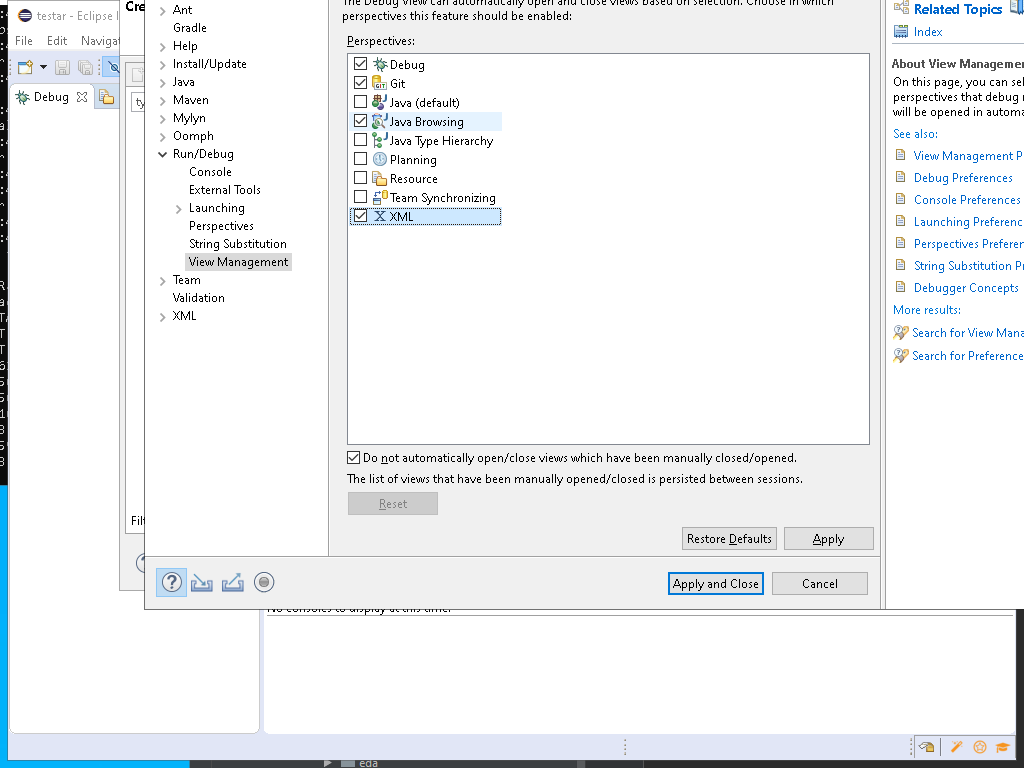 testar - Eclipse I
File Edit Navigat
Debug
Cre
ty
Filt
Ant
Gradle
Help
Install/Update
Java
Maven
Mylyn
Oomph
Run/Debug
Console
External Tools
Launching
Perspectives
String Substitution
View Management
Team
Validation
XML
The Debug View can automatically open and close views based on selection. Choose in which
perspectives this feature should be enabled:
Perspectives:
Debug
Git
Java (default)
Java Browsing
Java Type Hierarchy
Planning
Resource
Team Synchronizing
X XML
Do not automatically open/close views which have been manually closed/opened.
The list of views that have been manually opened/closed is persisted between sessions.
Reset
Restore Defaults
Apply
Apply and Close
Cancel
Related Topics
Index
About View Managemen
On this page, you can sel
perspectives that debug
will be opened in automa
See also:
View Management P
Debug Preferences
Console Preferences
Launching Preferenc
Perspectives Preferen
String Substitution Pr
Debugger Concepts
More results:
Search for View Mana
Search for Preference
No consoles to display at this time.
eda